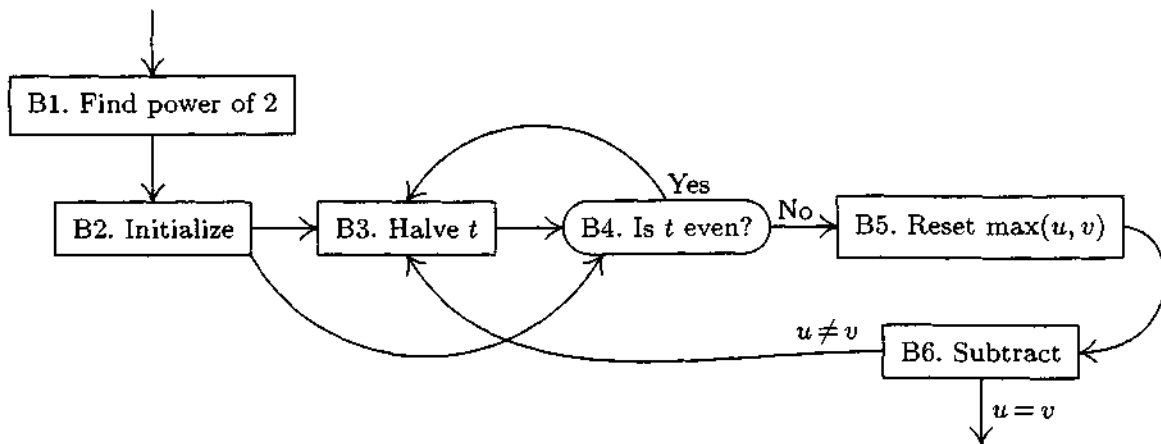 B1. Find power of 2
Yes
B2. Initialize
B3. Halve t
B4. Is t even?
No
B5. Reset max(u, v)
u ≠ v
B6. Subtract
u = v